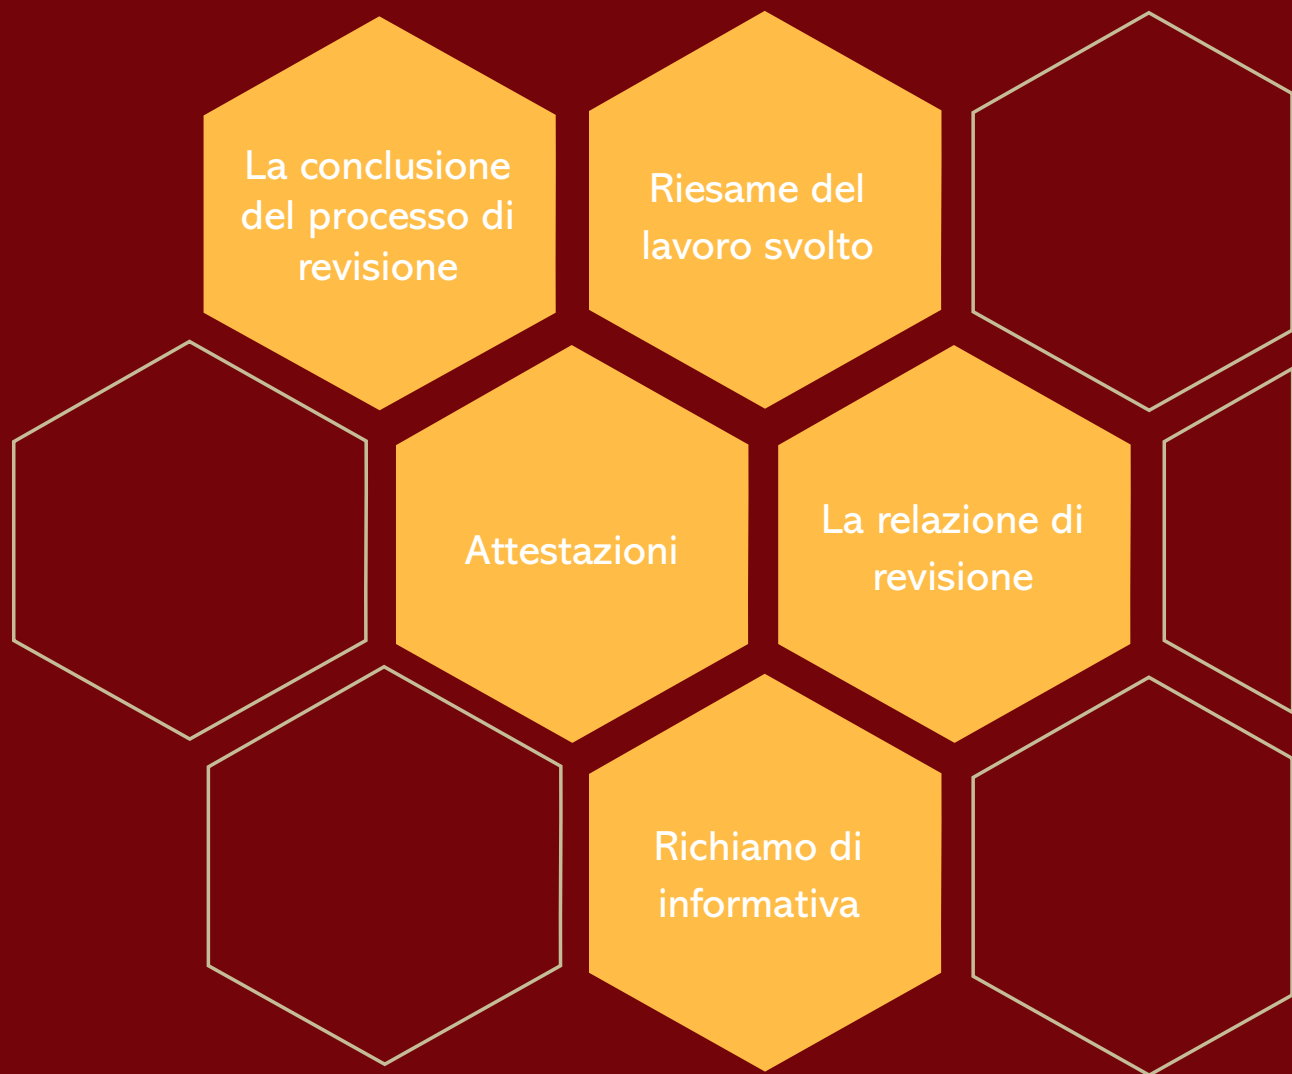 La conclusione
del processo di
revisione
Riesame del
lavoro svolto
Attestazioni
La relazione di
revisione
Richiamo di
informativa